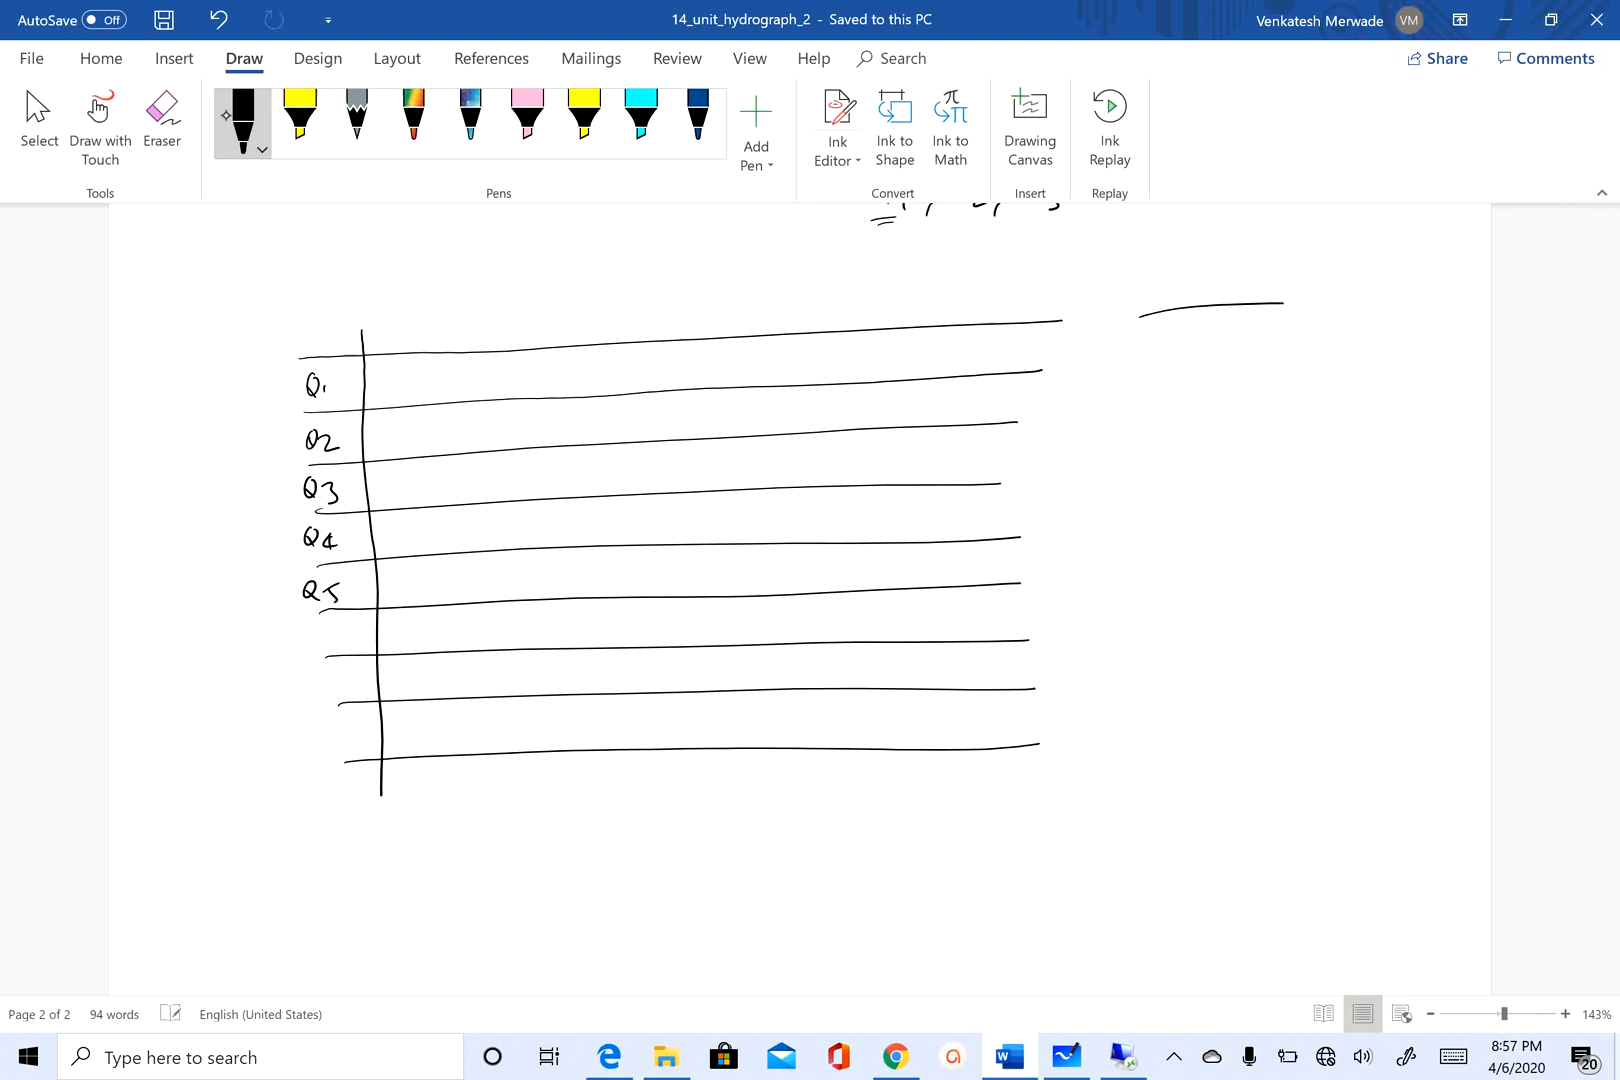 AutoSave Off 14_unit_hydrograph_2 - Saved to this PC Venkatesh Merwade VM
File Home Insert Draw Design Layout References Mailings Review View Help Search Share Comments
Select Draw with Touch Eraser Add Pen Ink Editor Ink to Shape Ink to Math Drawing Canvas Ink Replay
Tools Pens Convert Insert Replay
Q1
Q2
Q3
Q4
Q5
Page 2 of 2 94 words English (United States) 143%
Type here to search 8:57 PM
4/6/2020 20